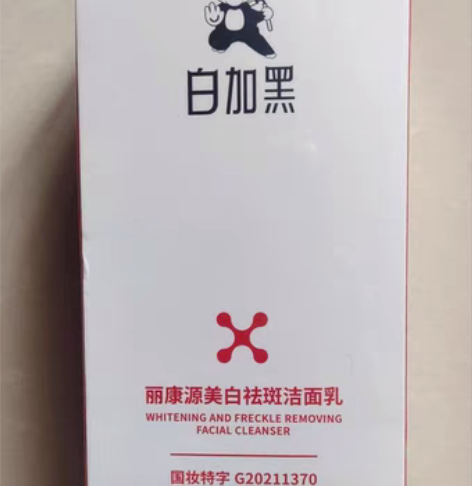 白加黑
丽康源美白祛斑洁面乳
WHITENING AND FRECKLE REMOVING
FACIAL CLEANSER
国妆特字 G20211370